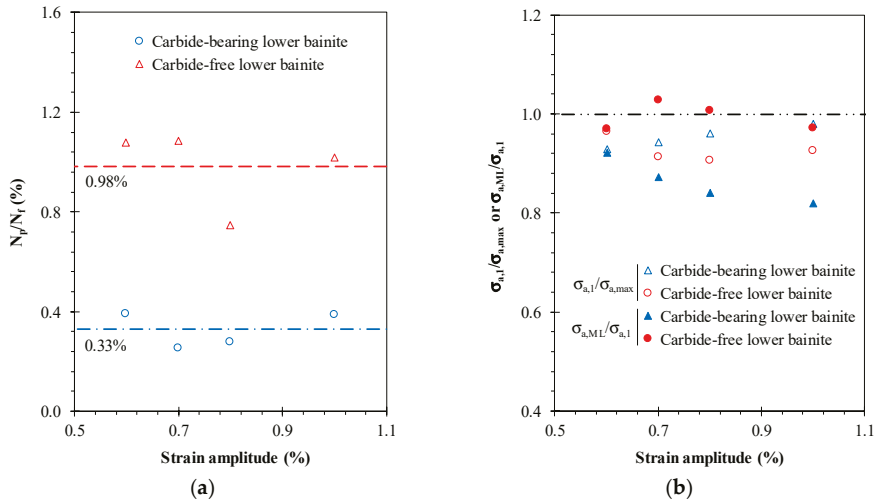 1.6
1.2
0.8
0.4
0.0
N_p/N_f (%)
Carbide-bearing lower bainite
Carbide-free lower bainite
0.98%
0.33%
0.5 0.7 0.9 1.1
Strain amplitude (%)
(a)
1.2
1.0
0.8
0.6
0.4
σ_a,1/σ_a,max or σ_a,ML/σ_a,1
σ_a,1/σ_a,max
Carbide-bearing lower bainite
Carbide-free lower bainite
σ_a,ML/σ_a,1
Carbide-bearing lower bainite
Carbide-free lower bainite
0.5 0.7 0.9 1.1
Strain amplitude (%)
(b)